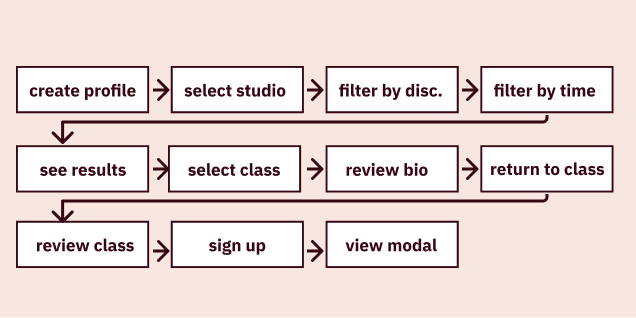 create profile
select studio
filter by disc.
filter by time
see results
select class
review bio
return to class
review class
sign up
view modal